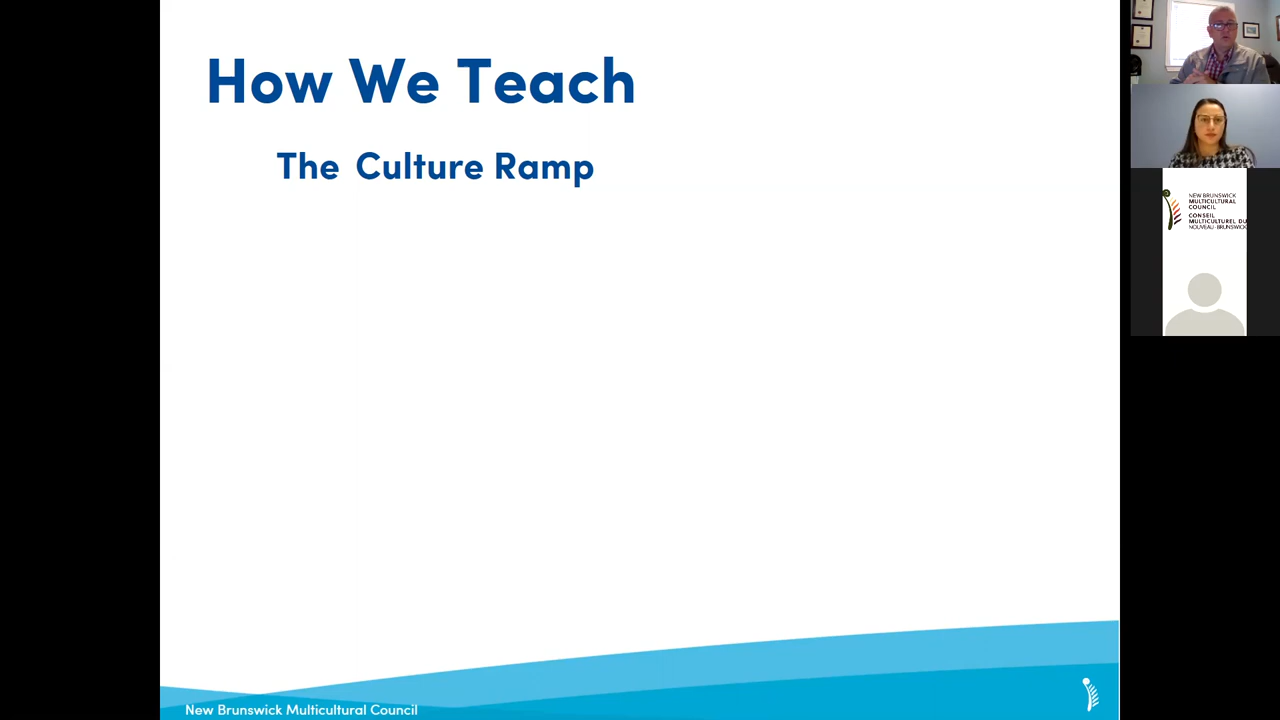 How We Teach
The Culture Ramp
NEW BRUNSWICK
MULTICULTURAL
COUNCIL
CONSEIL
MULTICULTUREL DU
NOUVEAU-BRUNSWICK
New Brunswick Multicultural Council